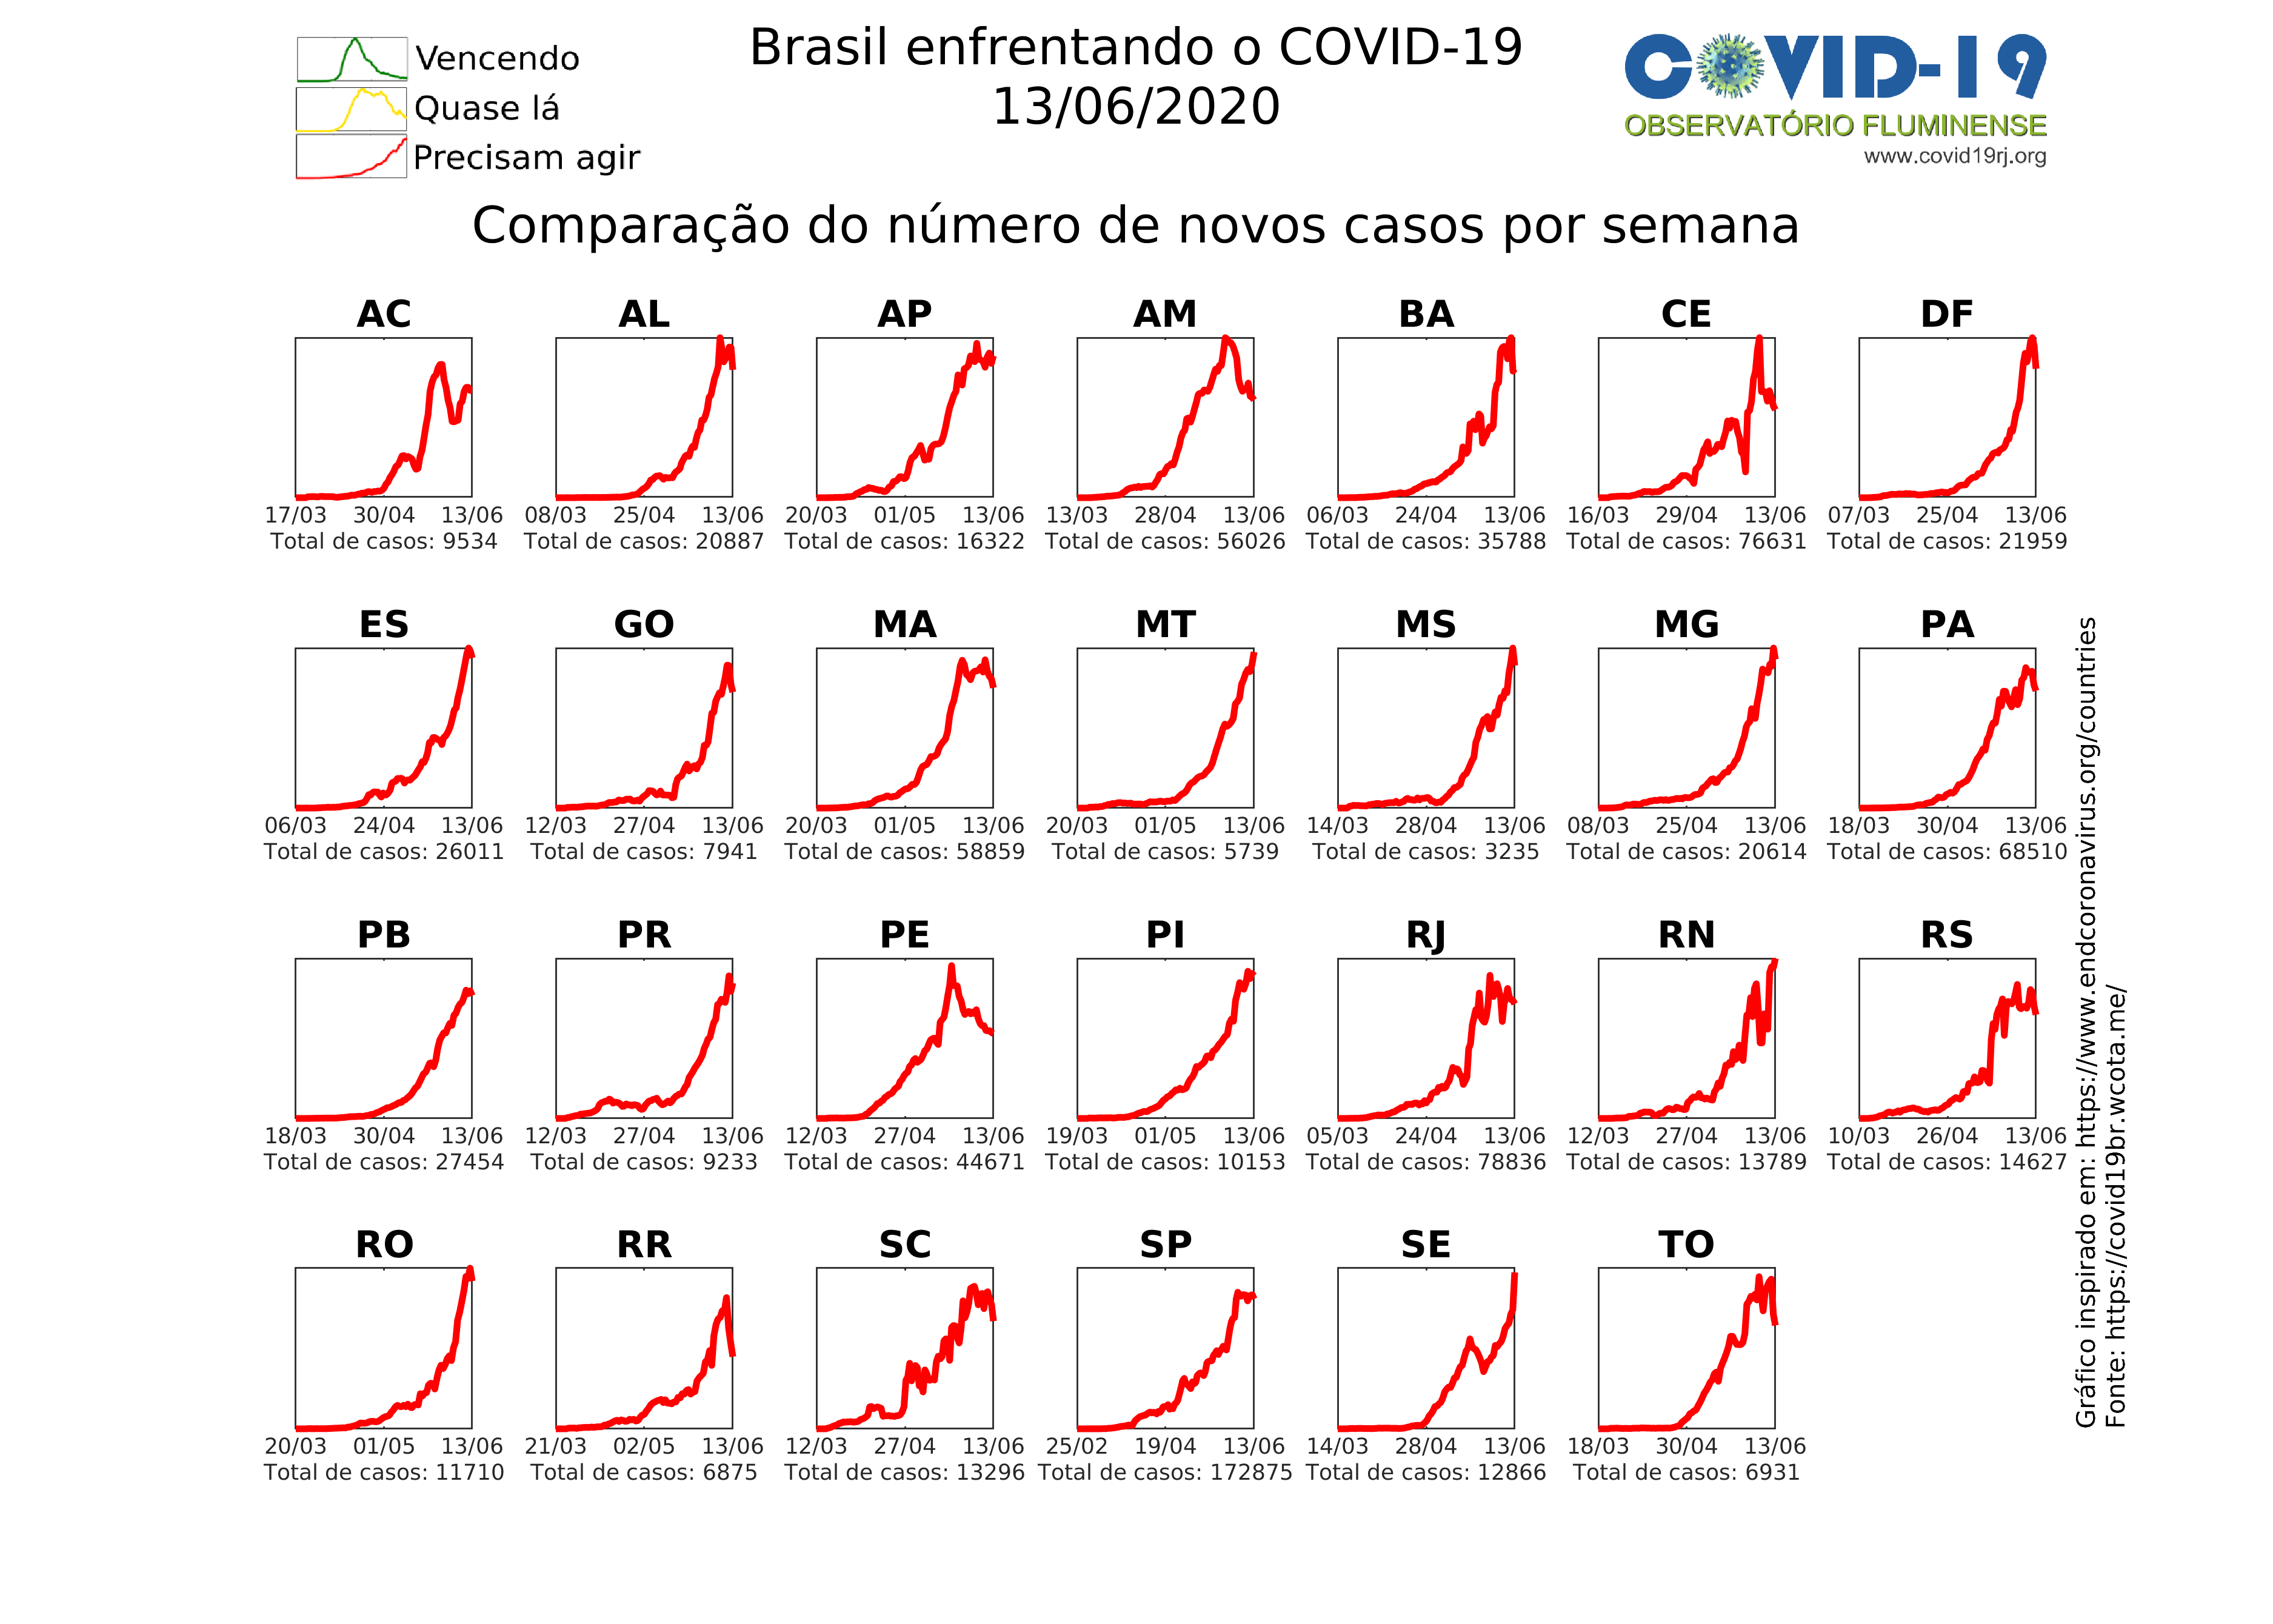 Vencendo
Quase lá
Precisam agir
Brasil enfrentando o COVID-19
13/06/2020
COVID-19
OBSERVATÓRIO FLUMINENSE
www.covid19rj.org
Comparação do número de novos casos por semana
AC AL AP AM BA CE DF
17/03 30/04 13/06 08/03 25/04 13/06 20/03 01/05 13/06 13/03 28/04 13/06 06/03 24/04 13/06 16/03 29/04 13/06 07/03 25/04 13/06
Total de casos: 9534 Total de casos: 20887 Total de casos: 16322 Total de casos: 56026 Total de casos: 35788 Total de casos: 76631 Total de casos: 21959
ES GO MA MT MS MG PA
06/03 24/04 13/06 12/03 27/04 13/06 20/03 01/05 13/06 20/03 01/05 13/06 14/03 28/04 13/06 08/03 25/04 13/06 18/03 30/04 13/06
Total de casos: 26011 Total de casos: 7941 Total de casos: 58859 Total de casos: 5739 Total de casos: 3235 Total de casos: 20614 Total de casos: 68510
PB PR PE PI RJ RN RS
18/03 30/04 13/06 12/03 27/04 13/06 12/03 27/04 13/06 19/03 01/05 13/06 05/03 24/04 13/06 12/03 27/04 13/06 10/03 26/04 13/06
Total de casos: 27454 Total de casos: 9233 Total de casos: 44671 Total de casos: 10153 Total de casos: 78836 Total de casos: 13789 Total de casos: 14627
RO RR SC SP SE TO
20/03 01/05 13/06 21/03 02/05 13/06 12/03 27/04 13/06 25/02 19/04 13/06 14/03 28/04 13/06 18/03 30/04 13/06
Total de casos: 11710 Total de casos: 6875 Total de casos: 13296 Total de casos: 172875 Total de casos: 12866 Total de casos: 6931
Gráfico inspirado em: https://www.endcoronavirus.org/countries
Fonte: https://covid19br.wcota.me/